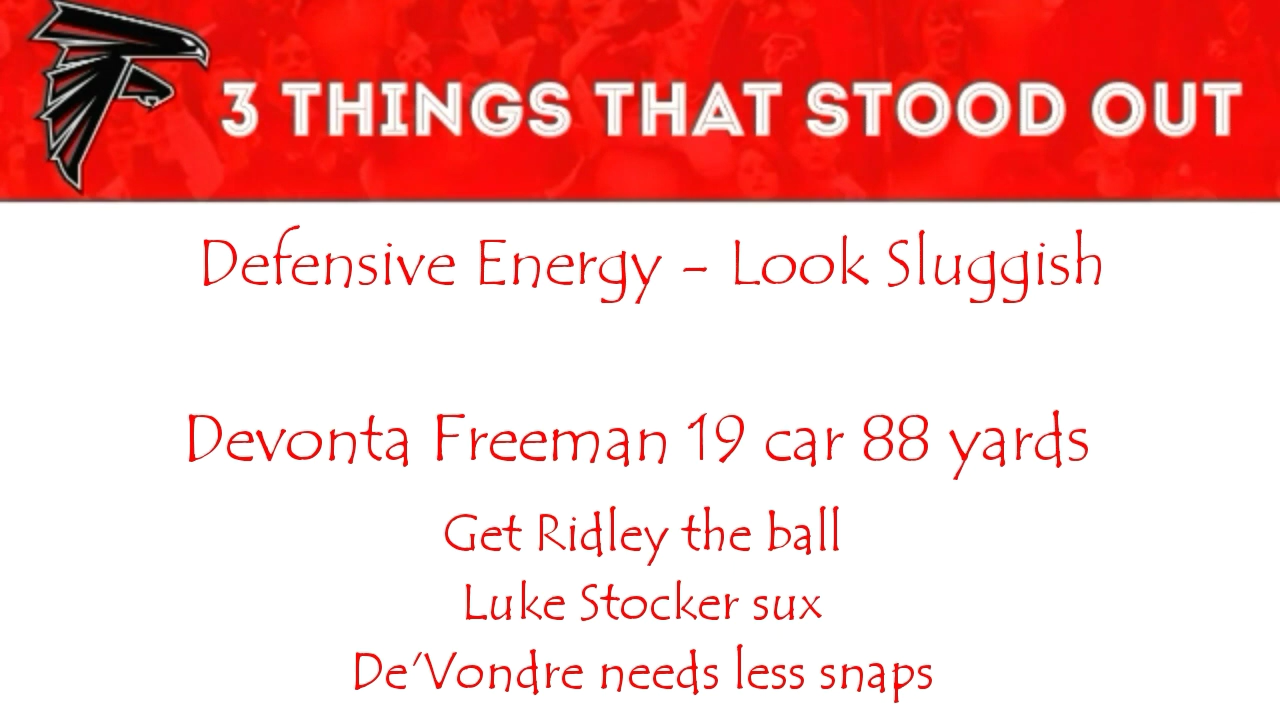 3 THINGS THAT STOOD OUT
Defensive Energy - Look Sluggish
Devonta Freeman 19 car 88 yards
Get Ridley the ball
Luke Stocker sux
De'Vondre needs less snaps